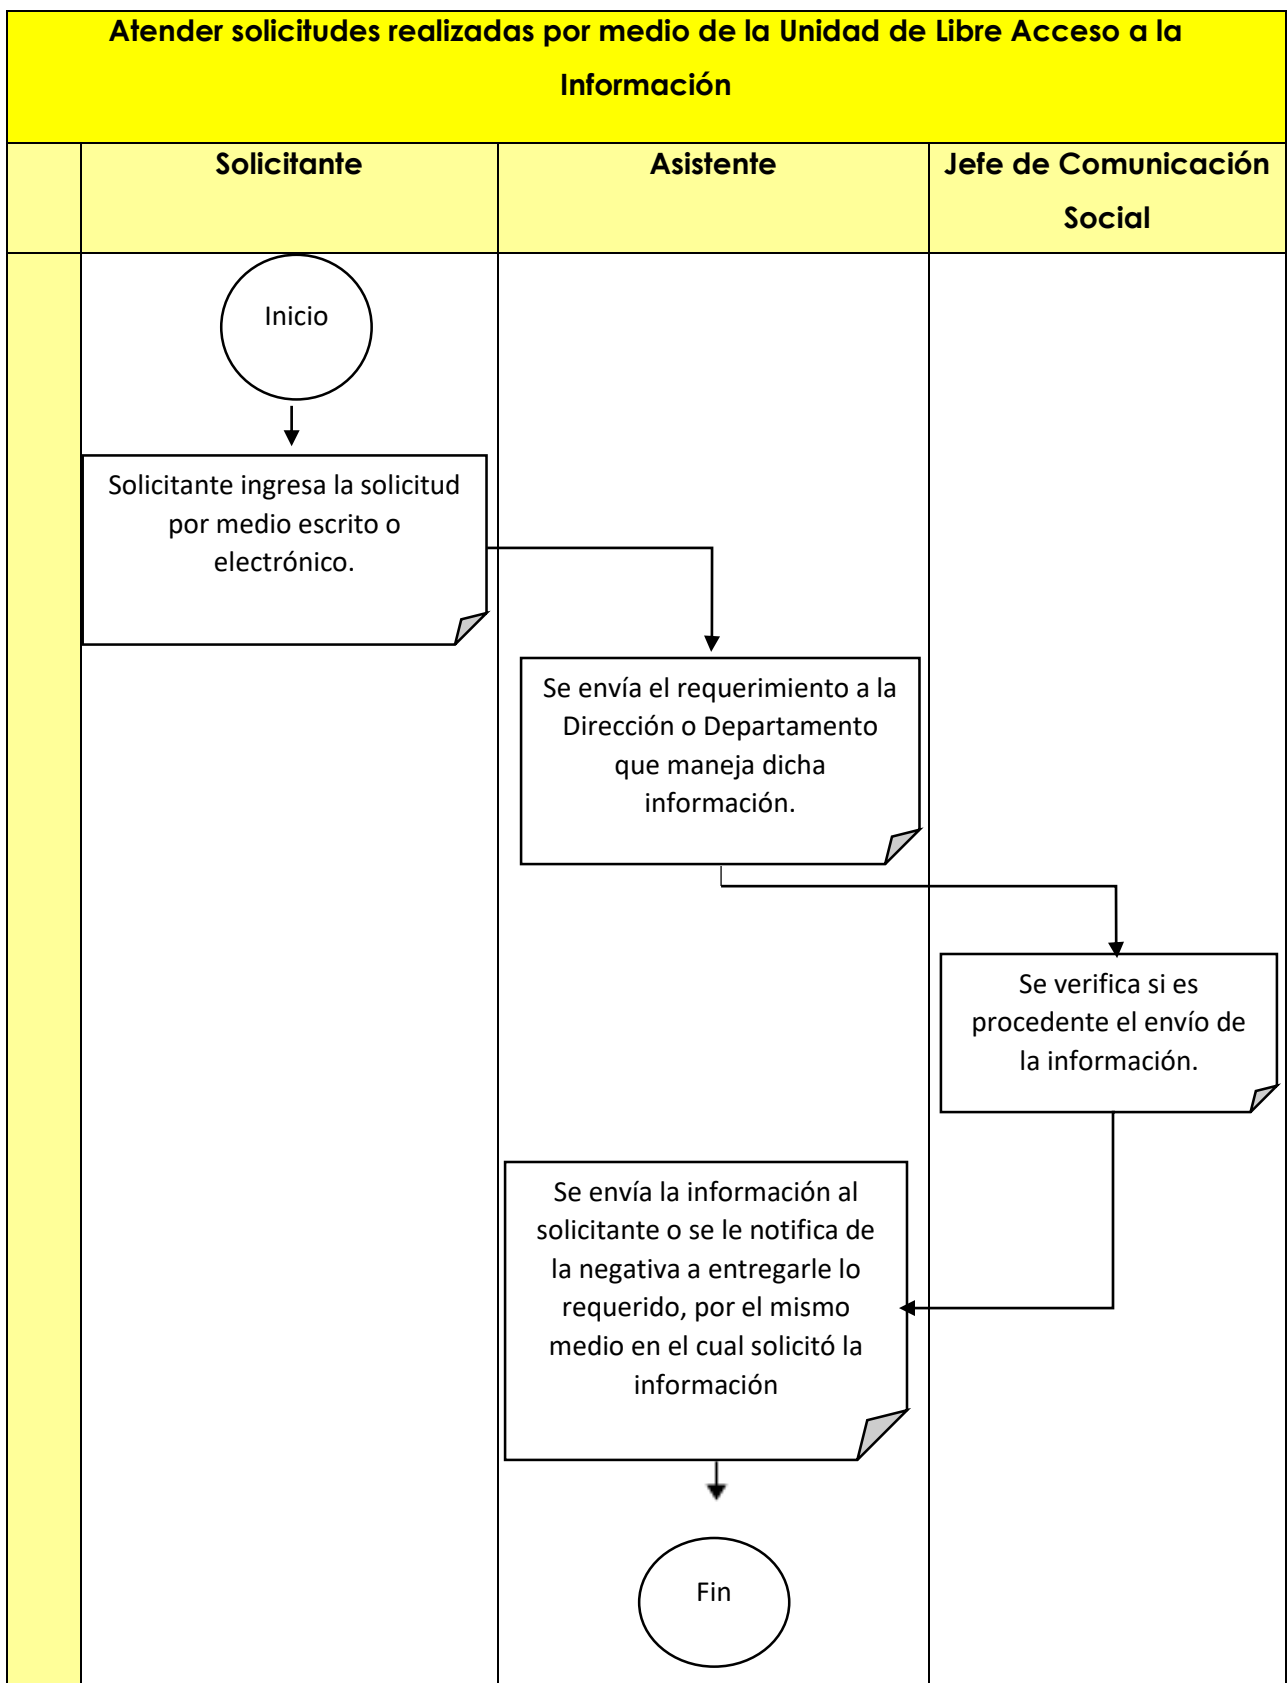 Atender solicitudes realizadas por medio de la Unidad de Libre Acceso a la
Información
Solicitante
Asistente
Jefe de Comunicación
Social
Inicio
Solicitante ingresa la solicitud
por medio escrito o
electrónico.
Se envía el requerimiento a la
Dirección o Departamento
que maneja dicha
información.
Se verifica si es
procedente el envío de
la información.
Se envía la información al
solicitante o se le notifica de
la negativa a entregarle lo
requerido, por el mismo
medio en el cual solicitó la
información
Fin